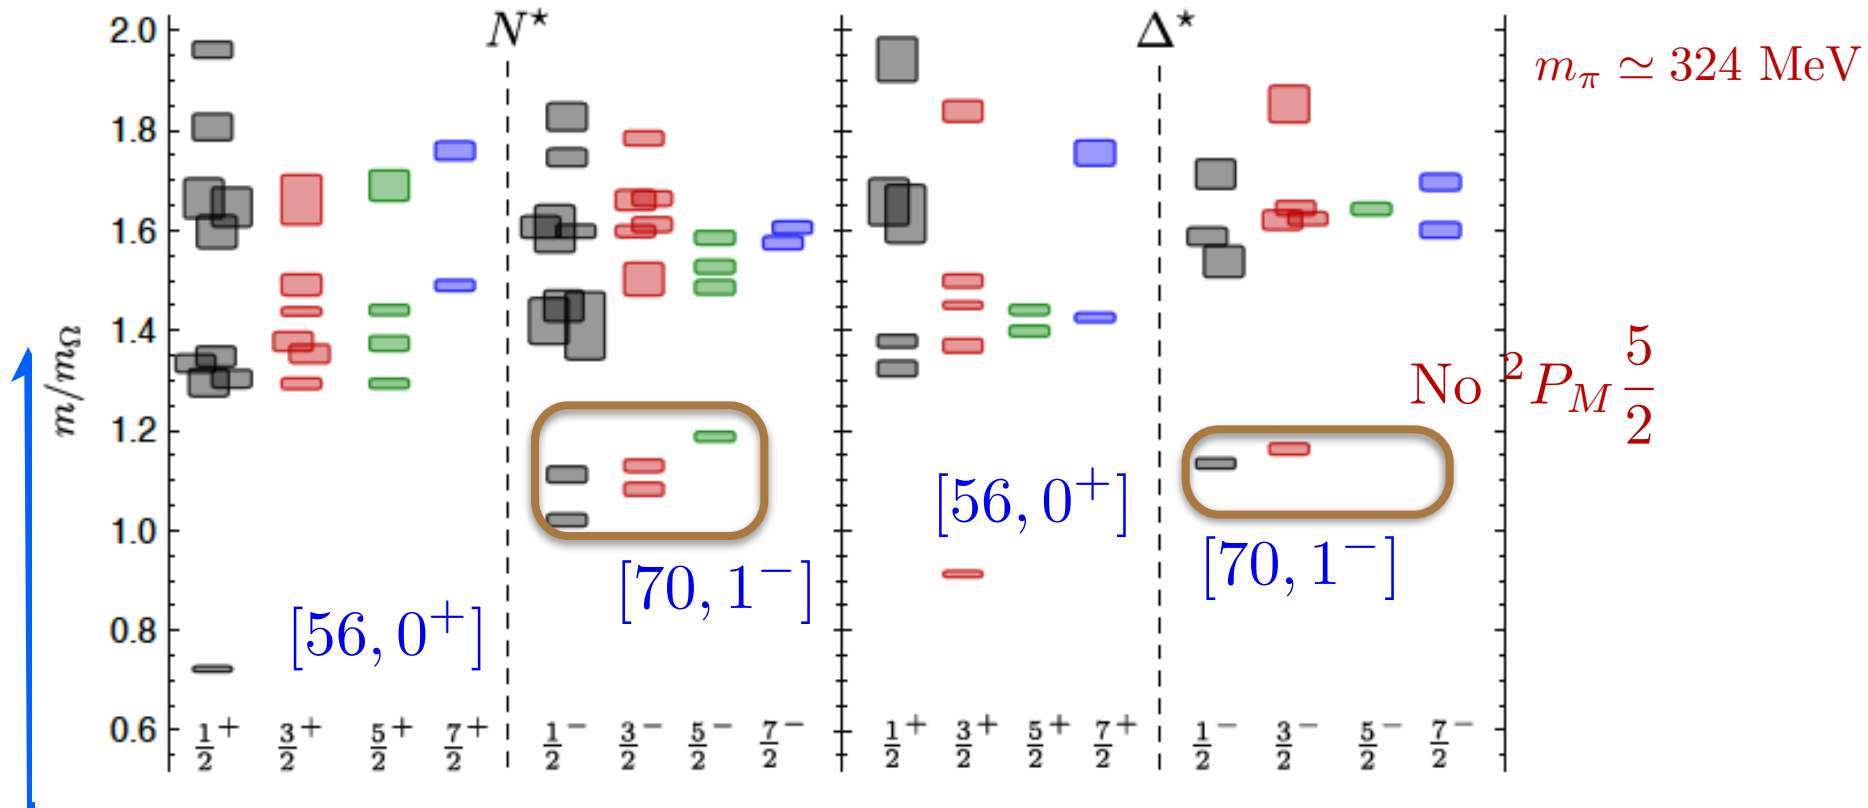 N⋆ Δ⋆
m_π ≃ 324 MeV
2.0
1.8
1.6
1.4
1.2
1.0
0.8
0.6
m/m_Ω
No ²P_M 5/2
[56, 0⁺]
[70, 1⁻]
[56, 0⁺]
[70, 1⁻]
1/2⁺ 3/2⁺ 5/2⁺ 7/2⁺ 1/2⁻ 3/2⁻ 5/2⁻ 7/2⁻ 1/2⁺ 3/2⁺ 5/2⁺ 7/2⁺ 1/2⁻ 3/2⁻ 5/2⁻ 7/2⁻